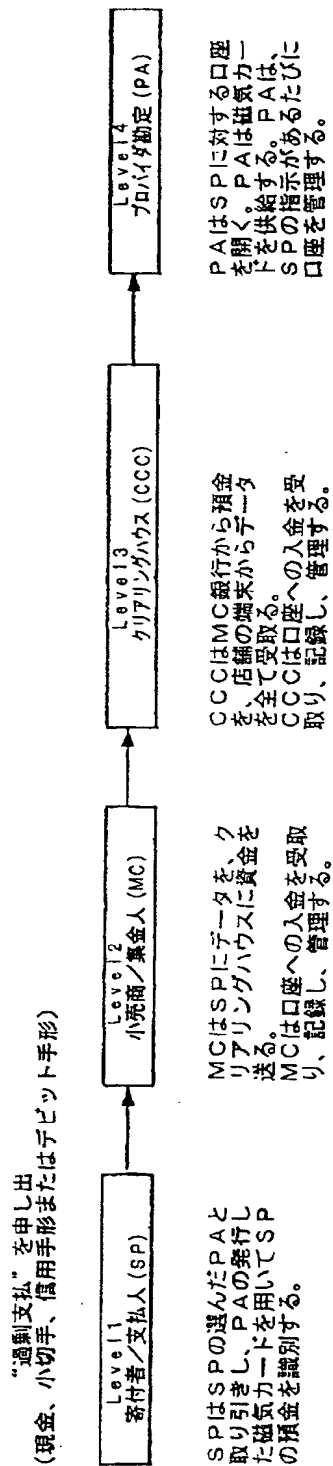 “過剰支払”を申し出
(現金、小切手、信用手形またはデビット手形)
Level1
寄付者/支払人(SP)
SPはSPの選んだPAと
取り引きし、PAの発行し
た磁気カードを用いてSP
の預金を識別する。
Level2
小売商/集金人(MC)
MCはSPにデータを、ク
リアリングハウスに資金を
送る。
MCは口座への入金を受取
り、記録し、管理する。
Level3
クリアリングハウス(CCC)
CCCはMC銀行から預金
を、店舗の端末からデータ
を全て受取る。
CCCは口座への入金を受
取り、記録し、管理する。
Level4
プロバイダ勘定(PA)
PAはSPに対する口座
を開く。PAは磁気カー
ドを供給する。PAは、
SPの指示があるたびに
口座を管理する。